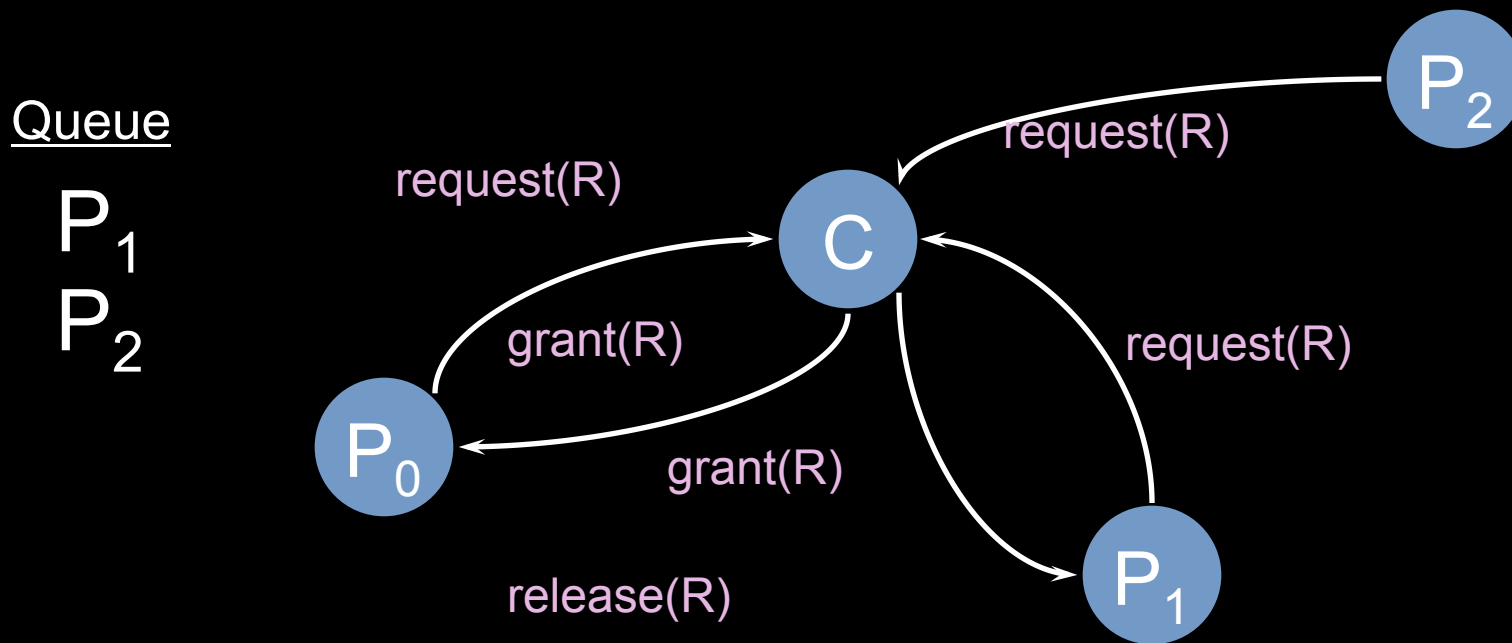 Queue
P1
P2
request(R)
grant(R)
grant(R)
release(R)
request(R)
request(R)
C
P0
P1
P2